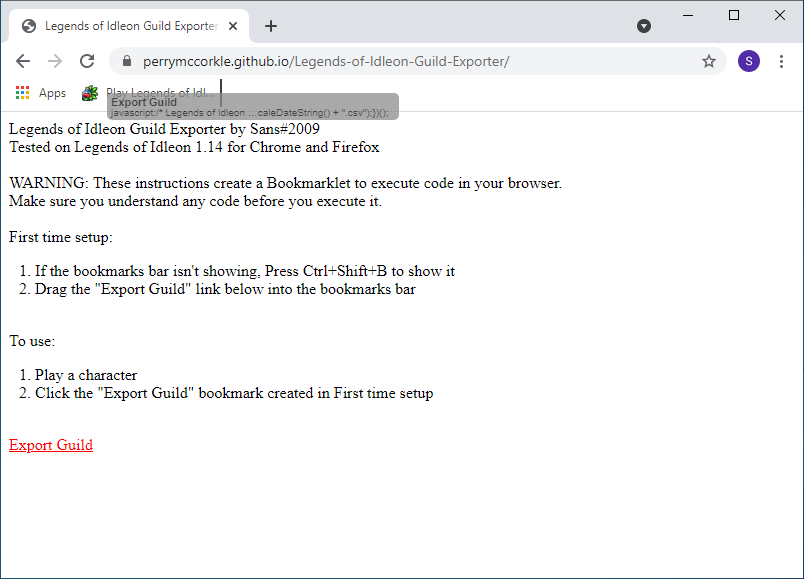 Legends of Idleon Guild Exporter
perrymccorkle.github.io/Legends-of-Idleon-Guild-Exporter/
S
Apps
Play Legends of Idl...
Export Guild
javascript:/* Legends of Idleon ...caleDateString() + ".csv");})();
Legends of Idleon Guild Exporter by Sans#2009
Tested on Legends of Idleon 1.14 for Chrome and Firefox
WARNING: These instructions create a Bookmarklet to execute code in your browser.
Make sure you understand any code before you execute it.
First time setup:
1. If the bookmarks bar isn't showing, Press Ctrl+Shift+B to show it
2. Drag the "Export Guild" link below into the bookmarks bar
To use:
1. Play a character
2. Click the "Export Guild" bookmark created in First time setup
Export Guild